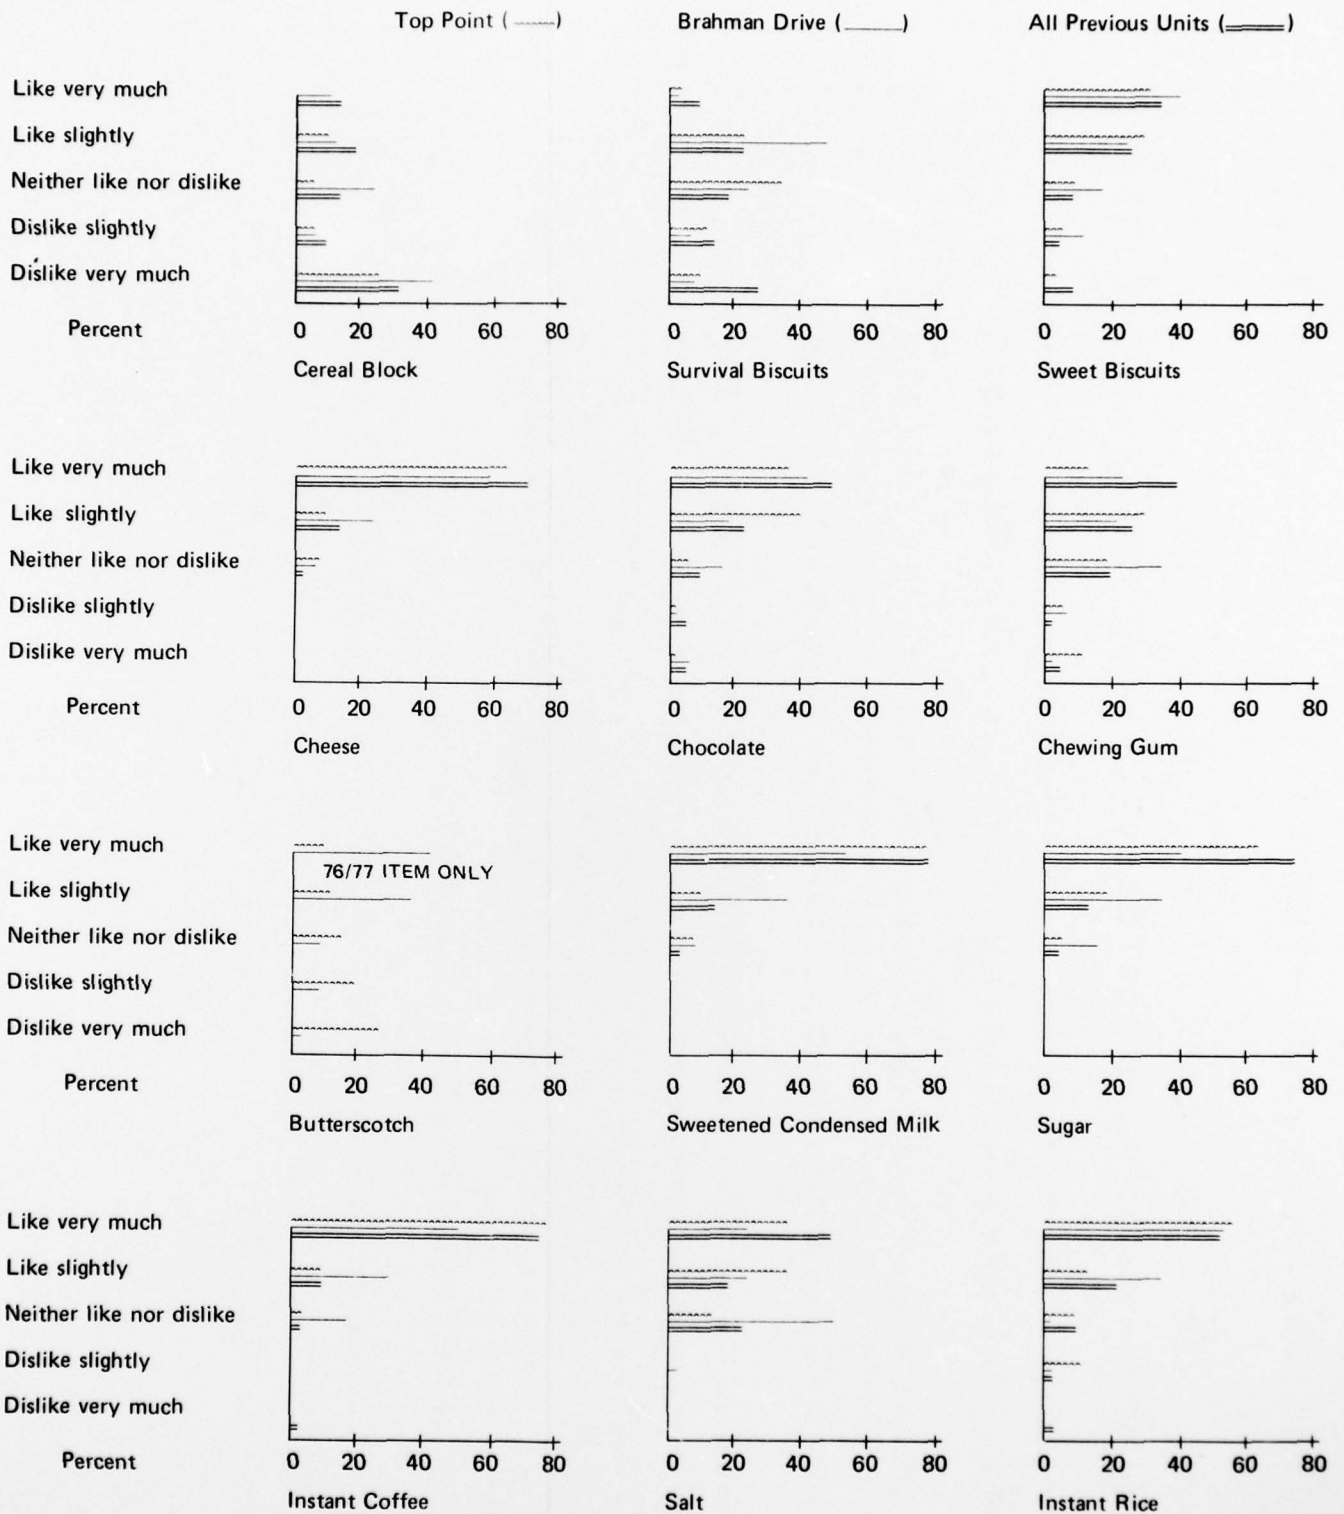 Top Point ( ) Brahman Drive ( ) All Previous Units ( )
Like very much
Like slightly
Neither like nor dislike
Dislike slightly
Dislike very much
Percent 0 20 40 60 80 0 20 40 60 80 0 20 40 60 80
Cereal Block Survival Biscuits Sweet Biscuits
Like very much
Like slightly
Neither like nor dislike
Dislike slightly
Dislike very much
Percent 0 20 40 60 80 0 20 40 60 80 0 20 40 60 80
Cheese Chocolate Chewing Gum
Like very much
76/77 ITEM ONLY
Like slightly
Neither like nor dislike
Dislike slightly
Dislike very much
Percent 0 20 40 60 80 0 20 40 60 80 0 20 40 60 80
Butterscotch Sweetened Condensed Milk Sugar
Like very much
Like slightly
Neither like nor dislike
Dislike slightly
Dislike very much
Percent 0 20 40 60 80 0 20 40 60 80 0 20 40 60 80
Instant Coffee Salt Instant Rice